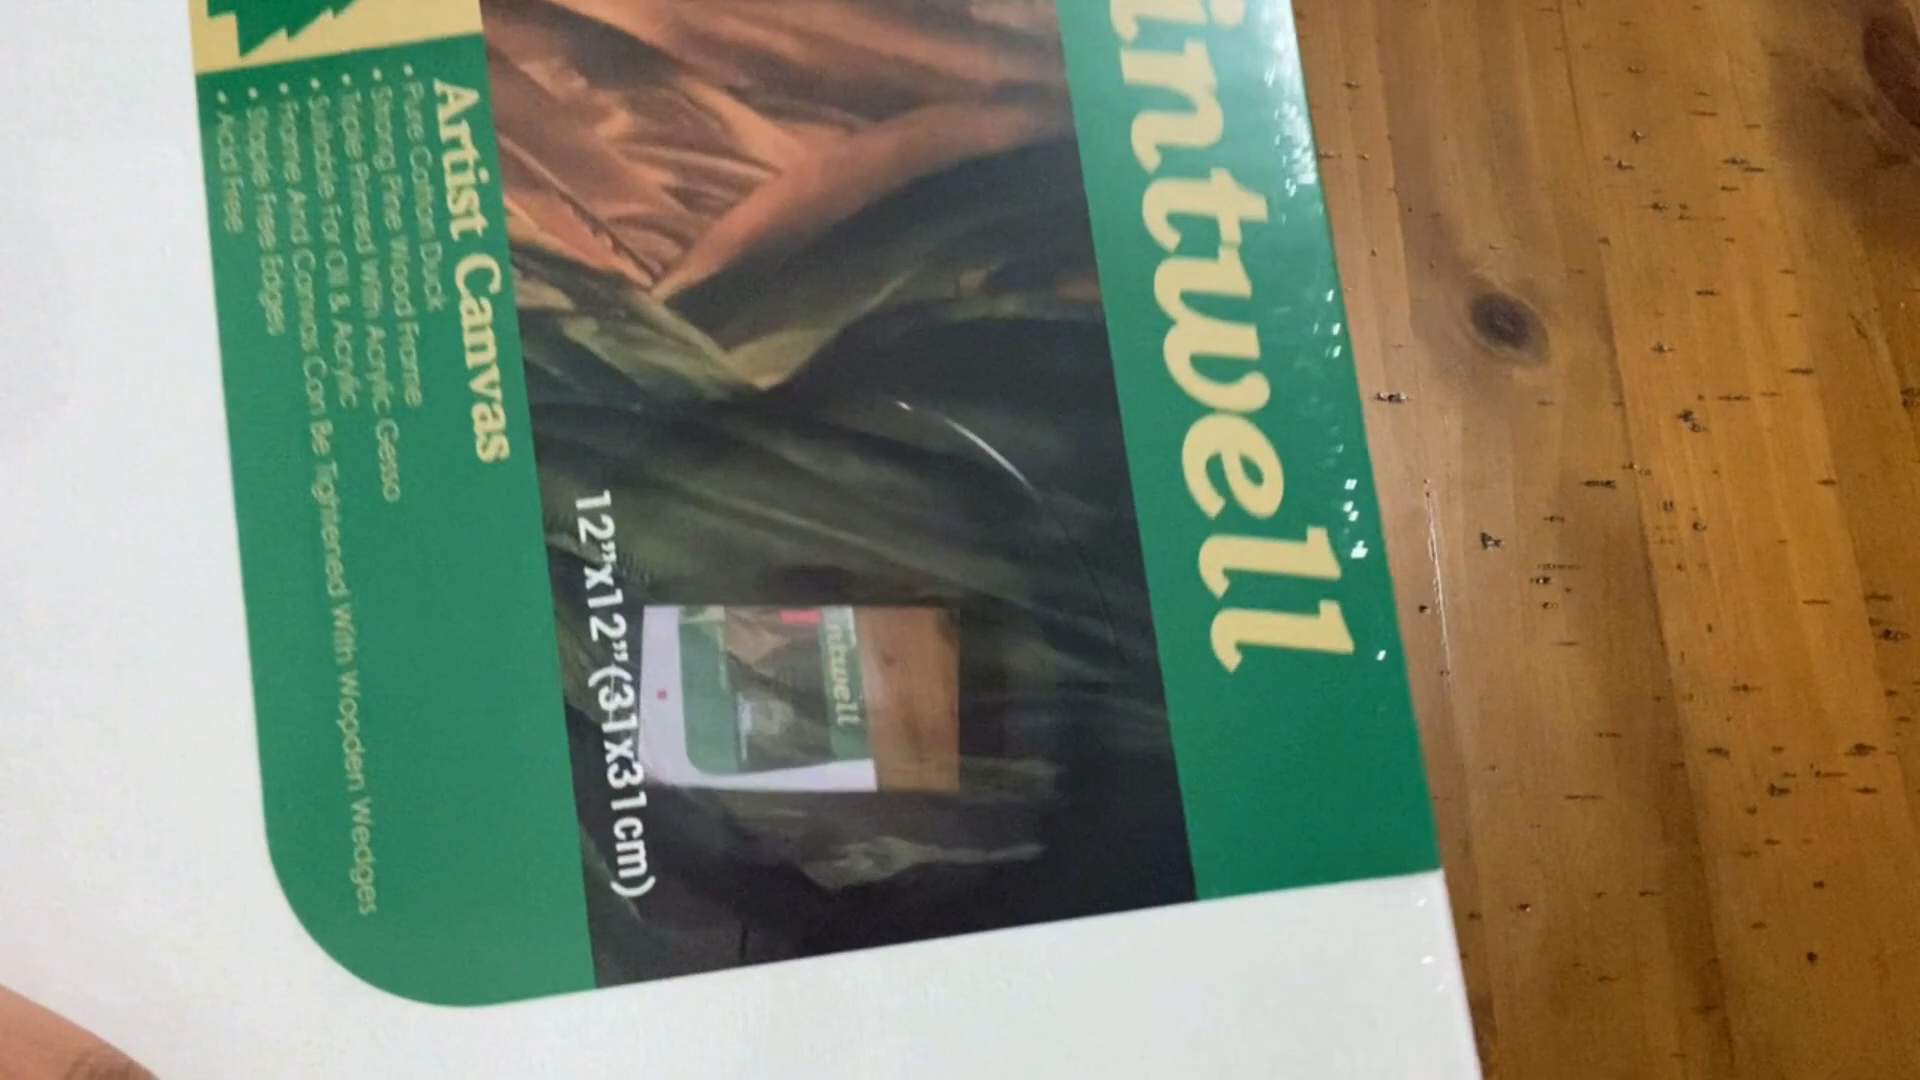 intwell
12”x12”(31x31cm)
Artist Canvas
• Pure Cotton Duck
• Strong Pine Wood Frame
• Triple Primed With Acrylic Gesso
• Suitable For Oil & Acrylic
• Frame And Canvas Can Be Tightened With Wooden Wedges
• Staple Free Edges
• Acid Free